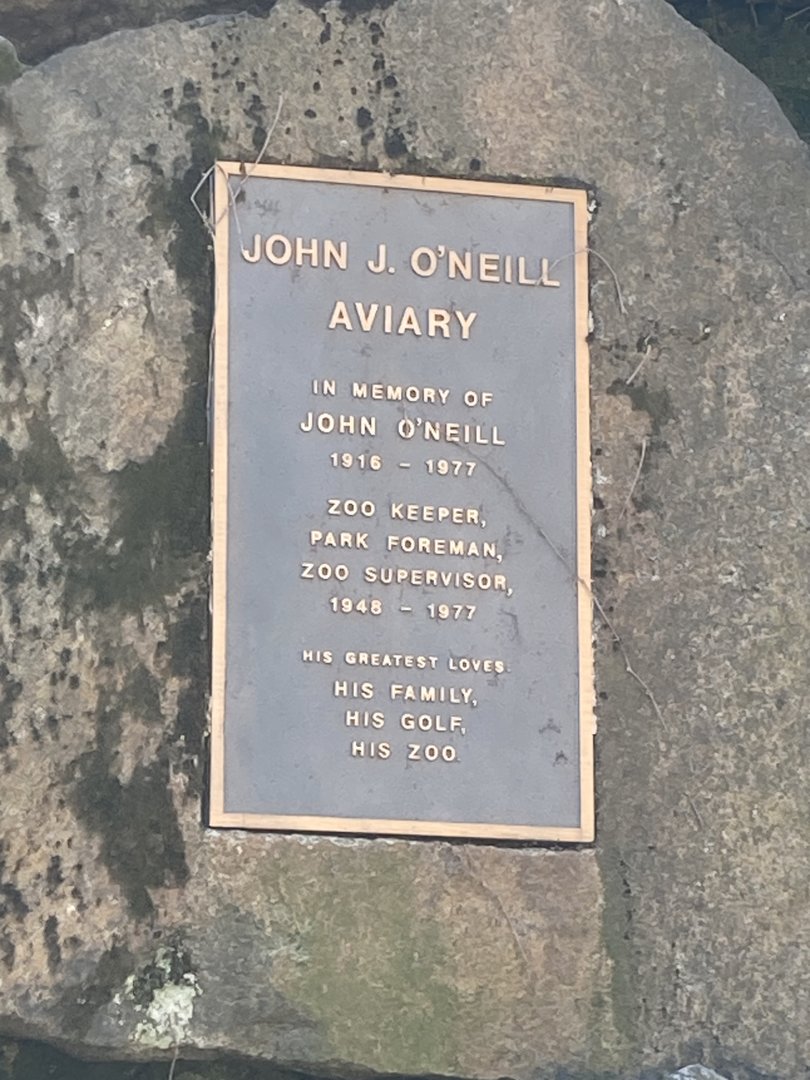 JOHN J. O'NEILL
AVIARY
IN MEMORY OF
JOHN O'NEILL
1916 – 1977
ZOO KEEPER,
PARK FOREMAN,
ZOO SUPERVISOR,
1948 – 1977
HIS GREATEST LOVES:
HIS FAMILY,
HIS GOLF,
HIS ZOO.